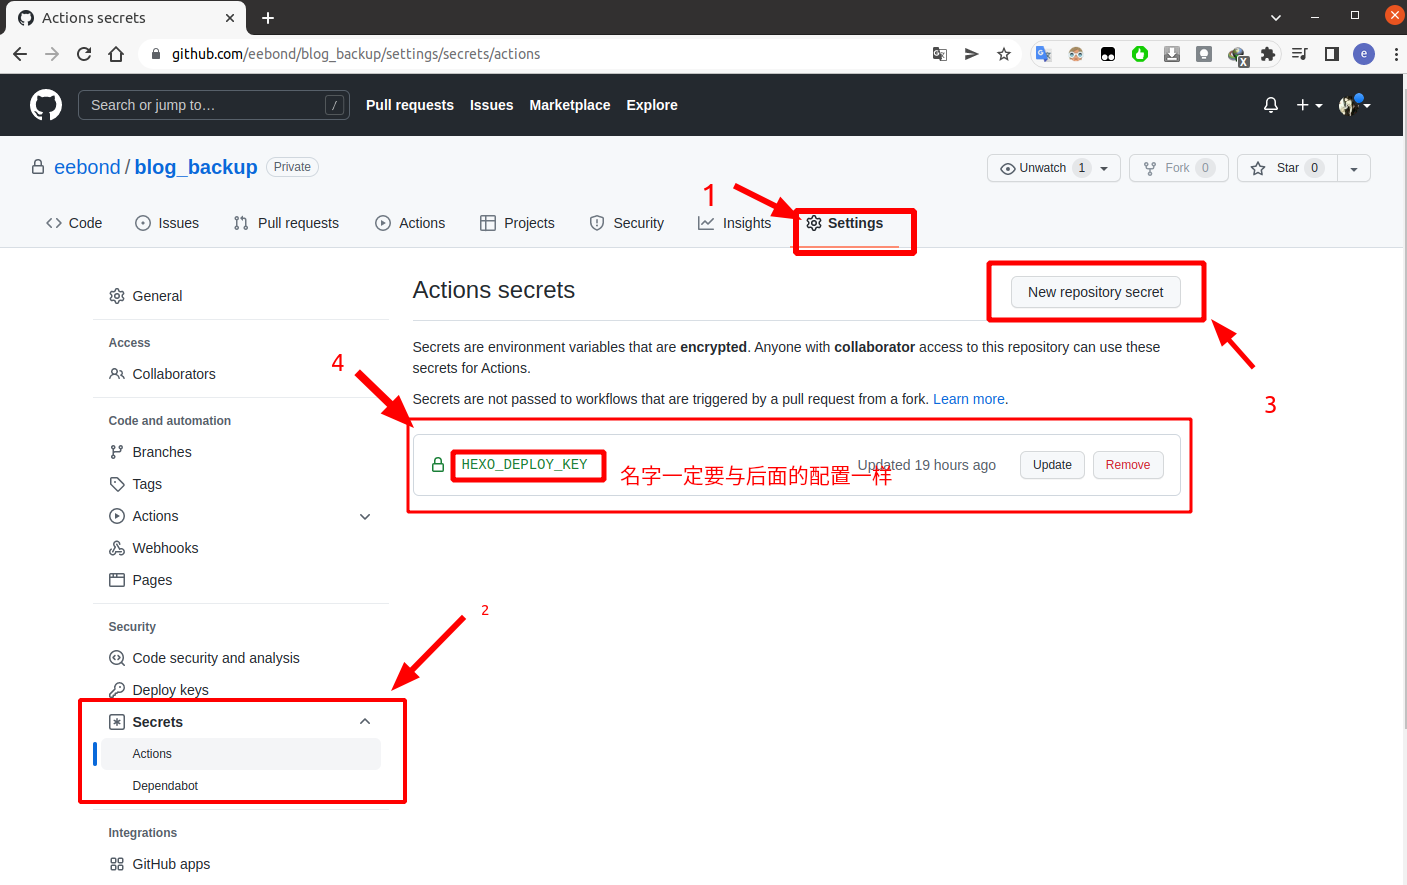 Actions secrets
github.com/eebond/blog_backup/settings/secrets/actions
e
X
Search or jump to…
/
Pull requests
Issues
Marketplace
Explore
eebond / blog_backup
Private
Unwatch 1
Fork 0
Star 0
Code
Issues
Pull requests
Actions
Projects
Security
Insights
Settings
1
General
Access
Collaborators
Code and automation
Branches
Tags
Actions
Webhooks
Pages
Security
Code security and analysis
Deploy keys
Secrets
Actions
Dependabot
Integrations
GitHub apps
2
Actions secrets
New repository secret
3
Secrets are environment variables that are encrypted. Anyone with collaborator access to this repository can use these
secrets for Actions.
Secrets are not passed to workflows that are triggered by a pull request from a fork. Learn more.
4
HEXO_DEPLOY_KEY
名字一定要与后面的配置一样
Updated 19 hours ago
Update
Remove